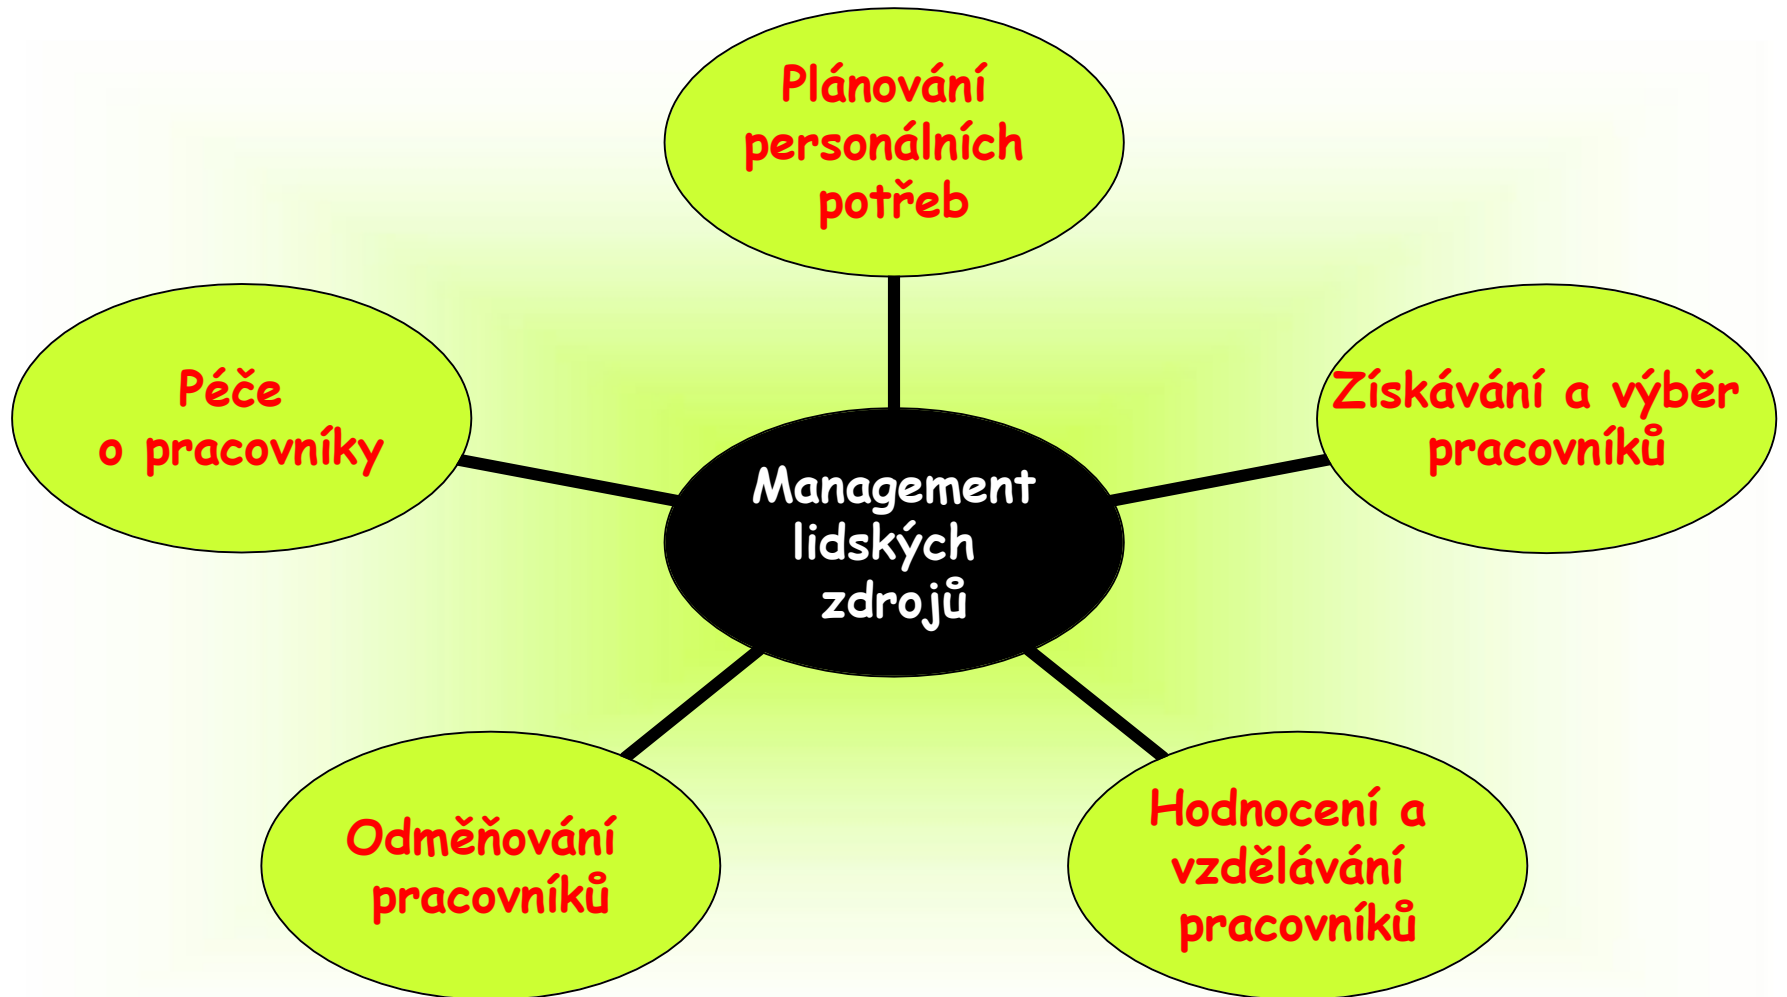 Plánování
personálních
potřeb
Péče
o pracovníky
Získávání a výběr
pracovníků
Management
lidských
zdrojů
Odměňování
pracovníků
Hodnocení a
vzdělávání
pracovníků